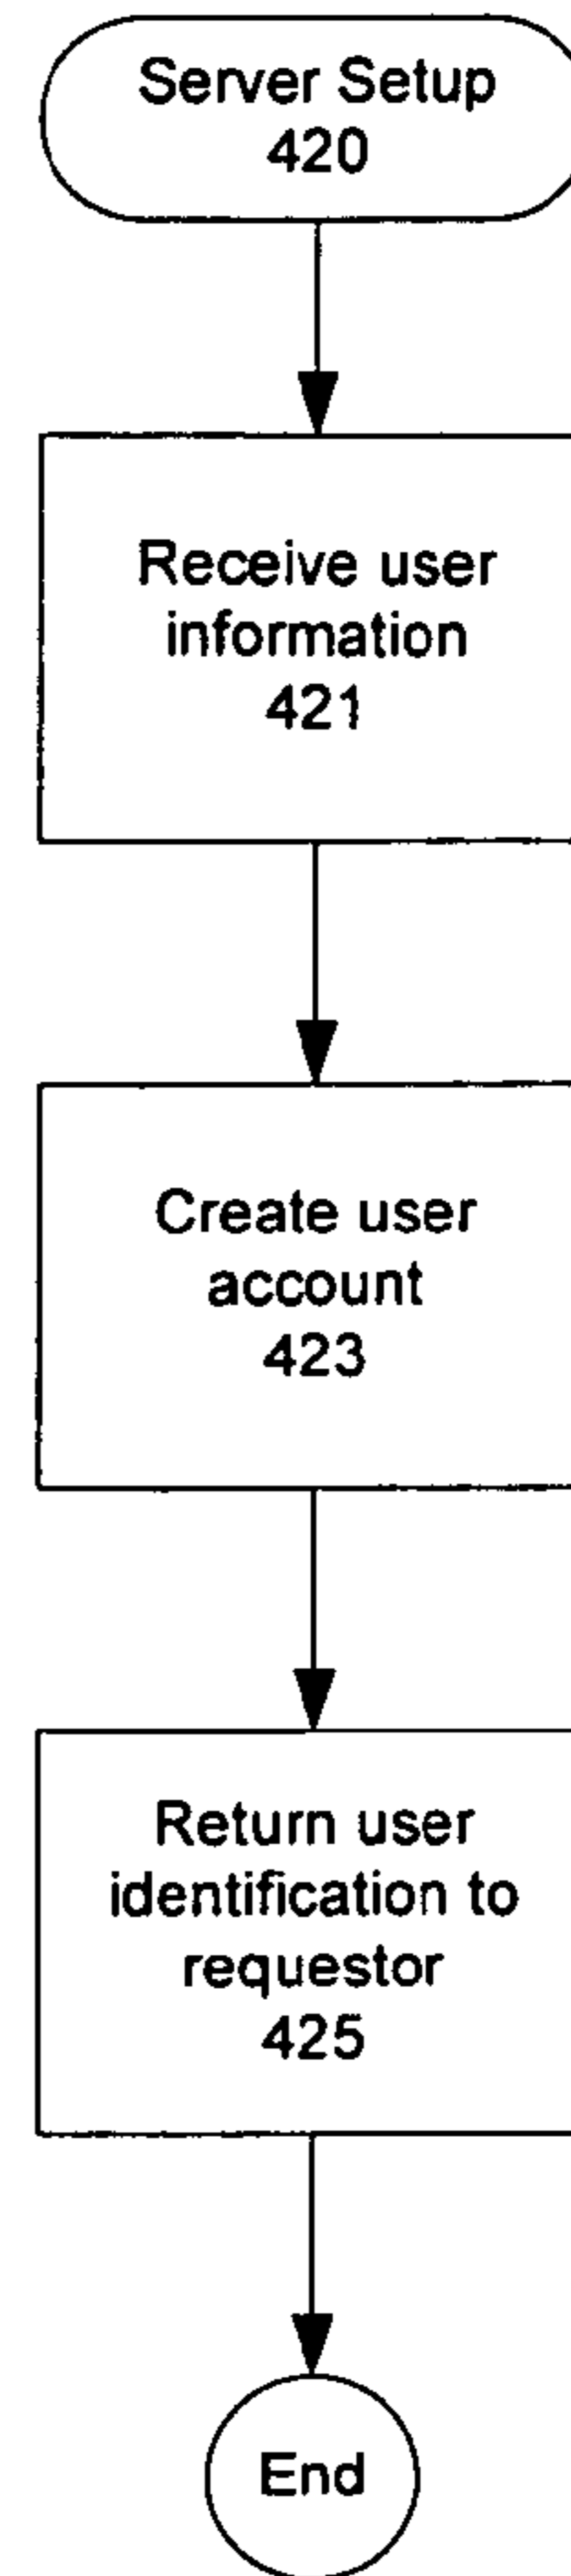 Server Setup
420
Receive user
information
421
Create user
account
423
Return user
identification to
requestor
425
End